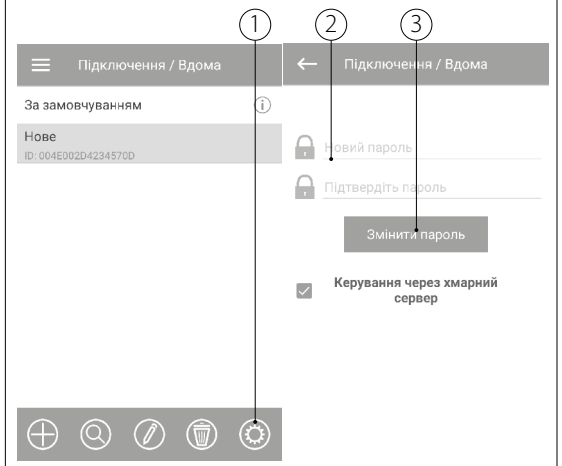 1
2
3
Підключення / Вдома
За замовчуванням
i
Нове
ID: 004E002D4234570D
Підключення / Вдома
Новий пароль
Підтвердіть пароль
Змінити пароль
Керування через хмарний
сервер